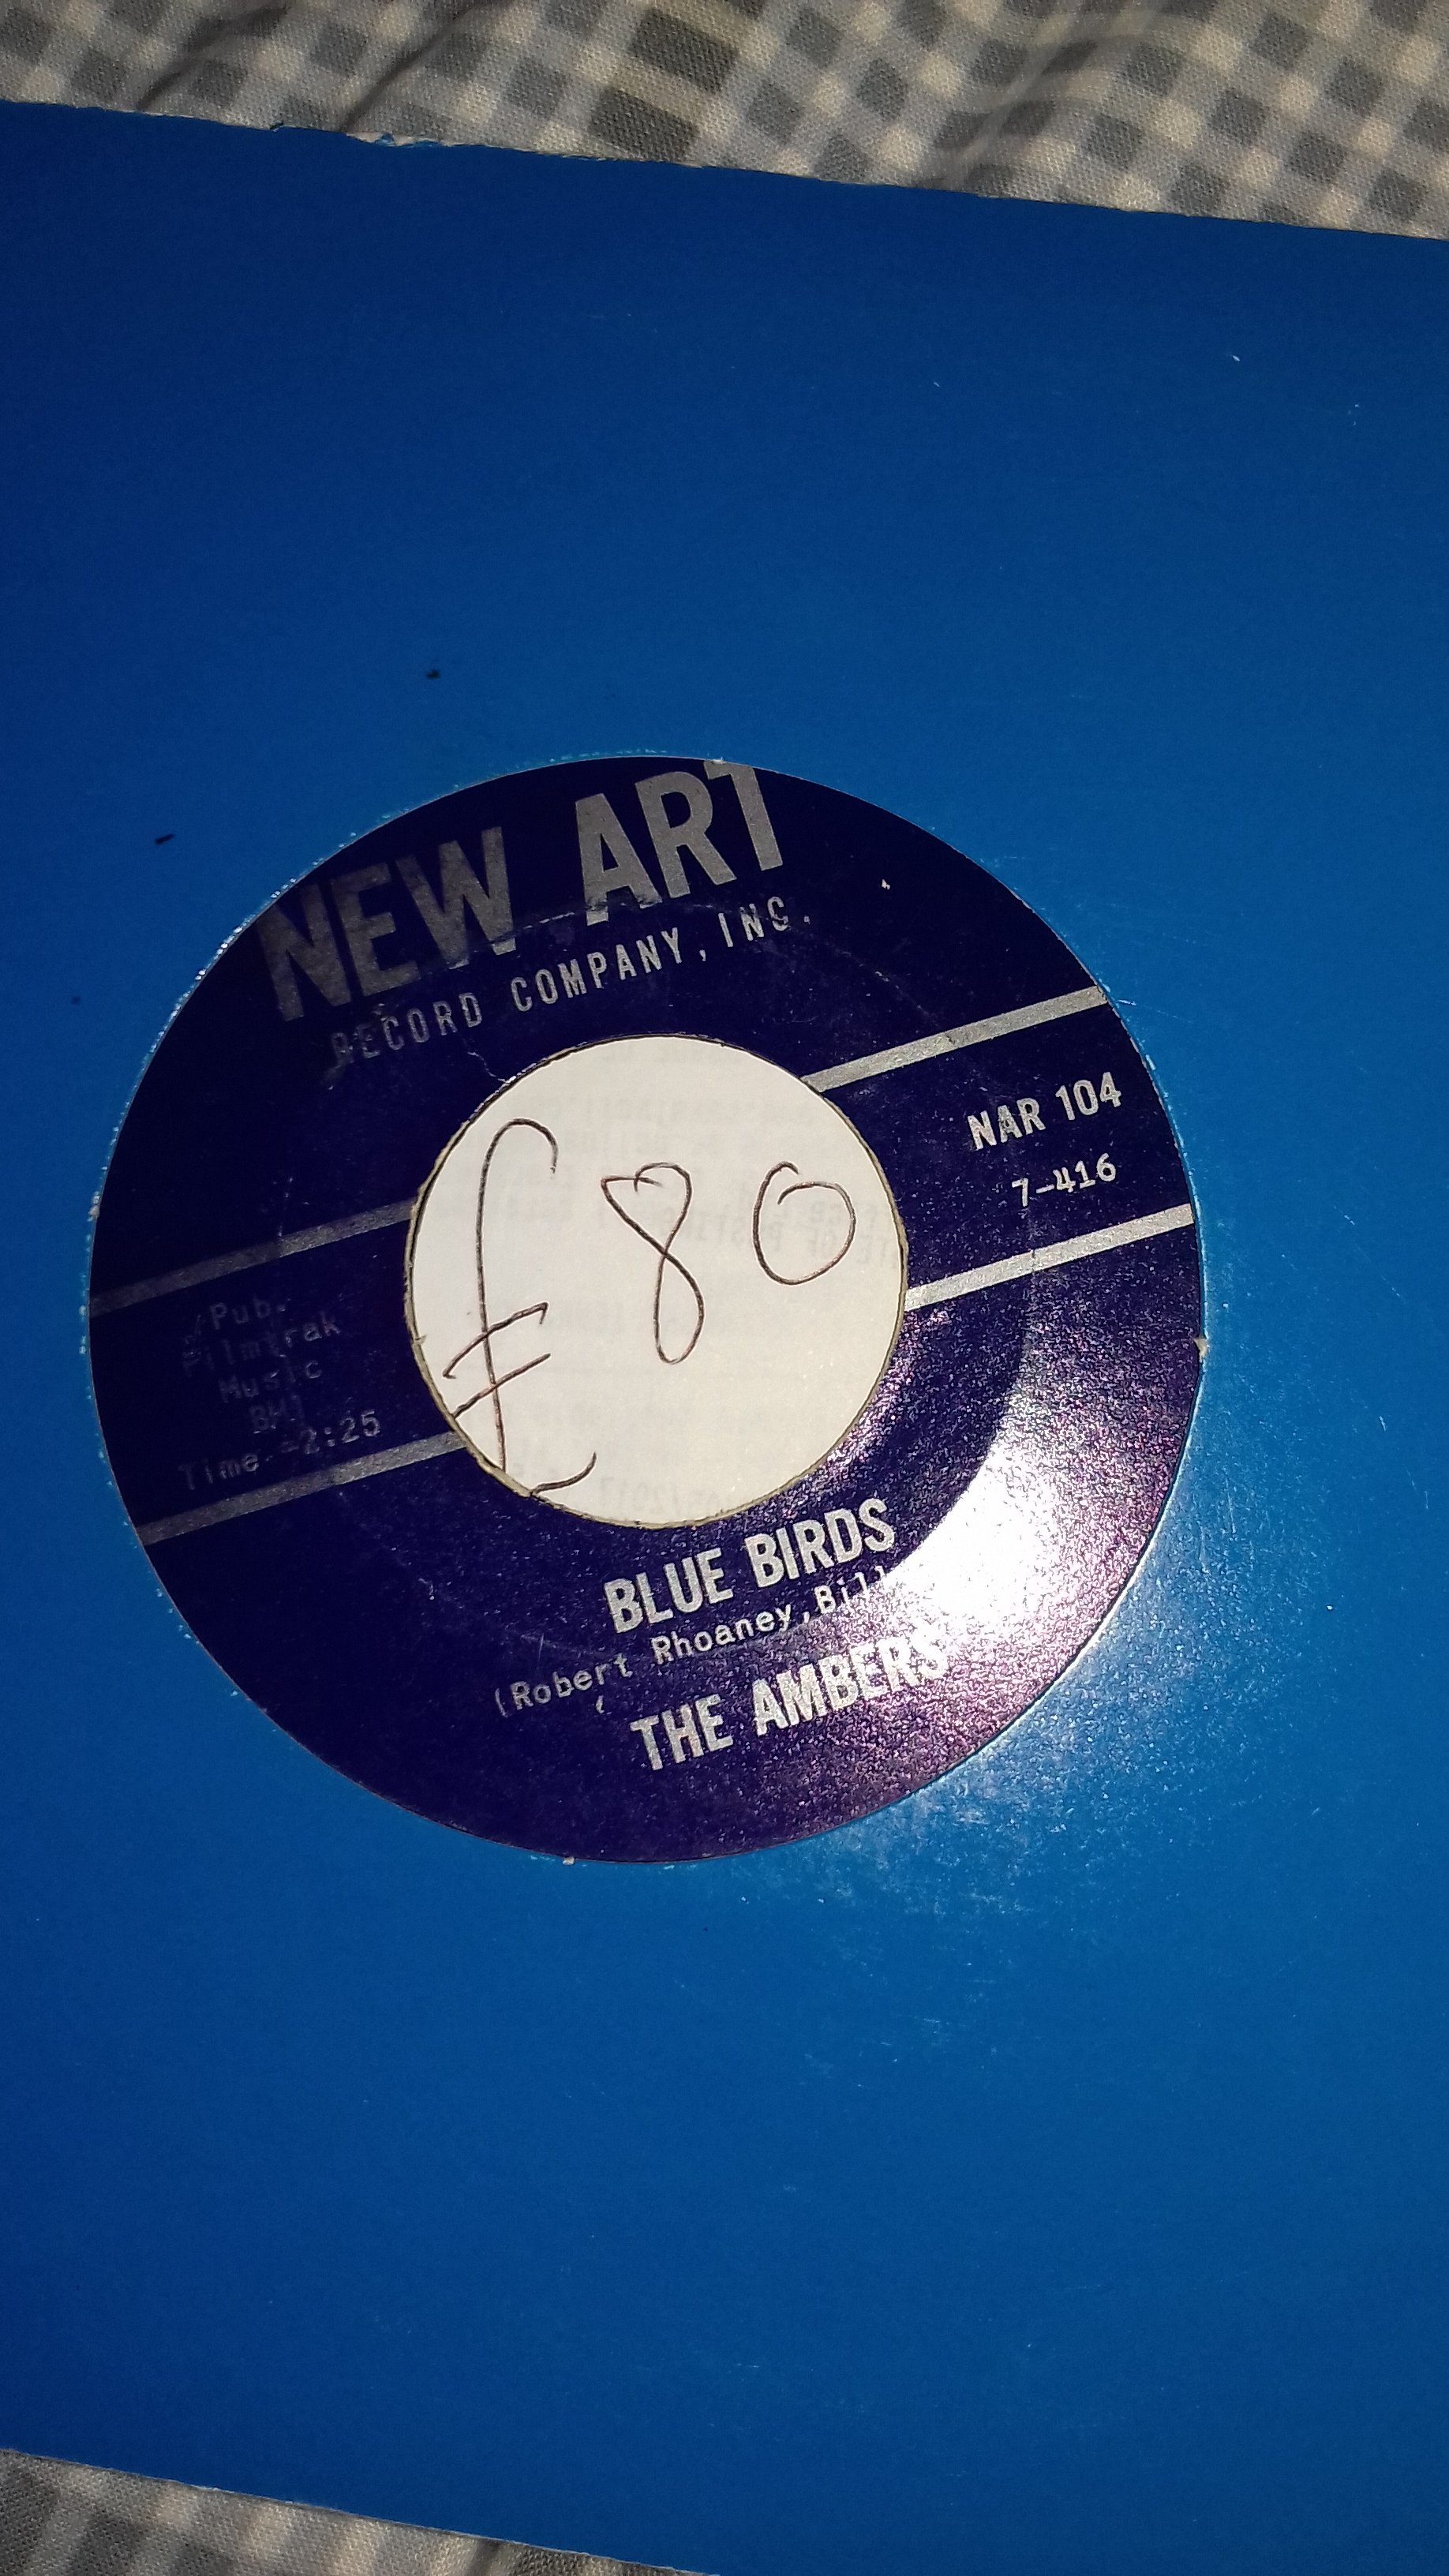 NEW ART
RECORD COMPANY, INC.
NAR 104
7-416
Pub.
Filmtrak
Music
BMI
Time-2:25
£80
BLUE BIRDS
(Robert Rhoaney, Bill
THE AMBERS